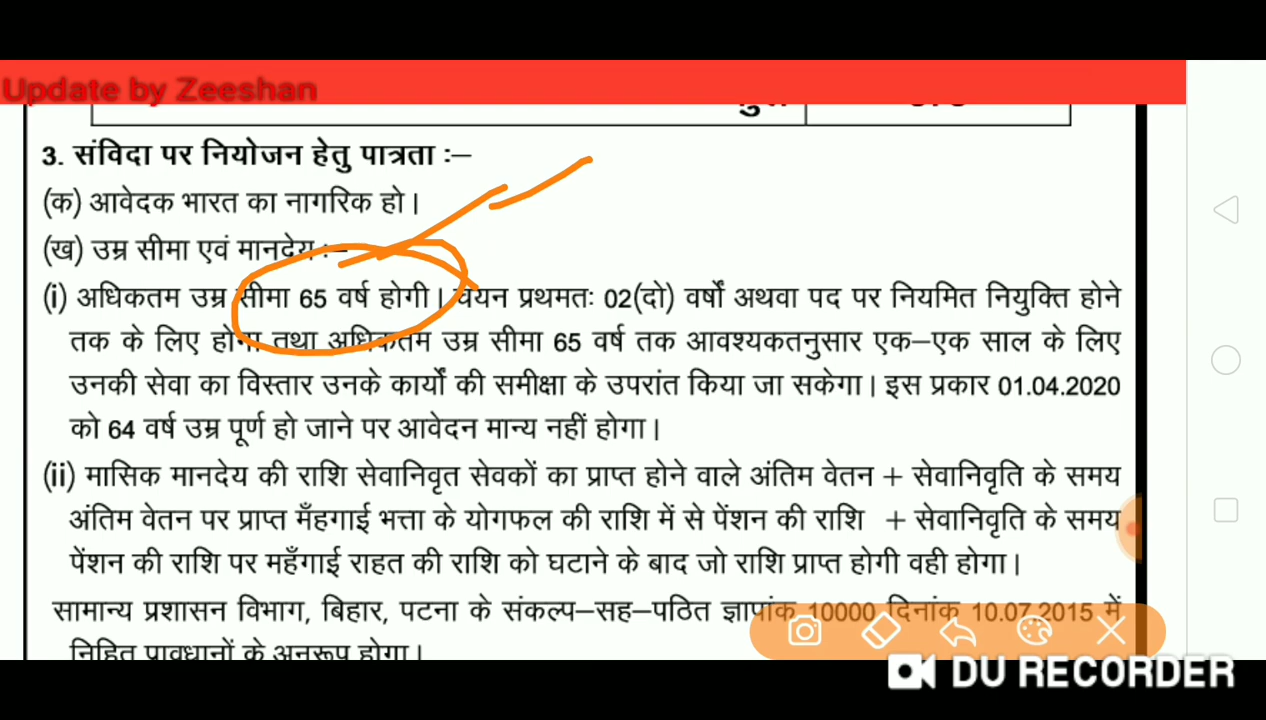 Update by Zeeshan
3. संविदा पर नियोजन हेतु पात्रता :–
(क) आवेदक भारत का नागरिक हो।
(ख) उम्र सीमा एवं मानदेय :–
(i) अधिकतम उम्र सीमा 65 वर्ष होगी। चयन प्रथमतः 02(दो) वर्षों अथवा पद पर नियमित नियुक्ति होने
तक के लिए होगा तथा अधिकतम उम्र सीमा 65 वर्ष तक आवश्यकतनुसार एक–एक साल के लिए
उनकी सेवा का विस्तार उनके कार्यो की समीक्षा के उपरांत किया जा सकेगा। इस प्रकार 01.04.2020
को 64 वर्ष उम्र पूर्ण हो जाने पर आवेदन मान्य नहीं होगा।
(ii) मासिक मानदेय की राशि सेवानिवृत सेवकों का प्राप्त होने वाले अंतिम वेतन + सेवानिवृति के समय
अंतिम वेतन पर प्राप्त मँहगाई भत्ता के योगफल की राशि में से पेंशन की राशि + सेवानिवृति के समय
पेंशन की राशि पर महँगाई राहत की राशि को घटाने के बाद जो राशि प्राप्त होगी वही होगा।
सामान्य प्रशासन विभाग, बिहार, पटना के संकल्प–सह–पठित ज्ञापांक 10000 दिनांक 10.07.2015 में
निहित प्रावधानों के अनुरूप होगा।
DU RECORDER